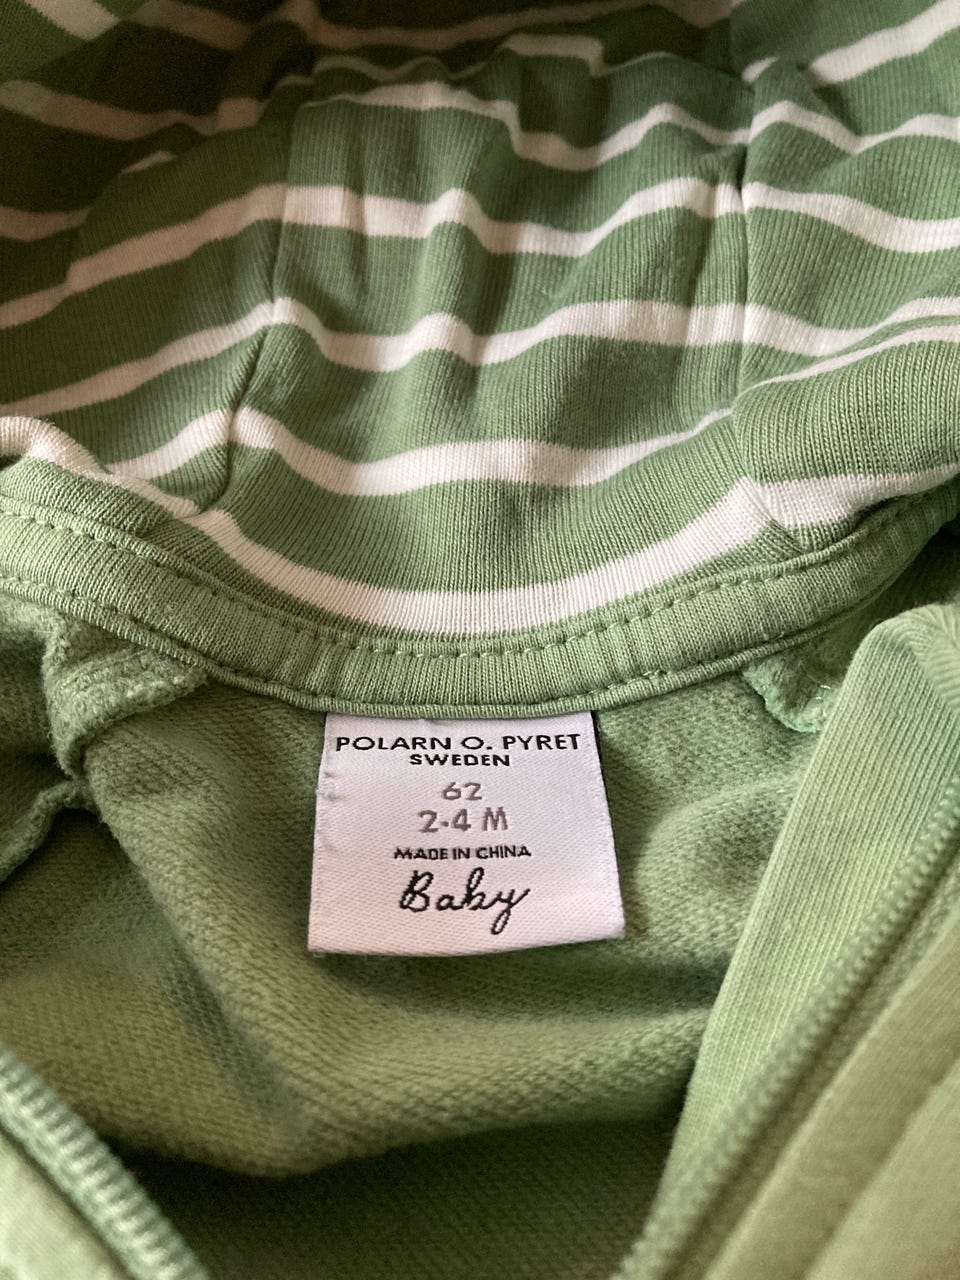 POLARN O. PYRET
SWEDEN
62
2-4 M
MADE IN CHINA
Baby